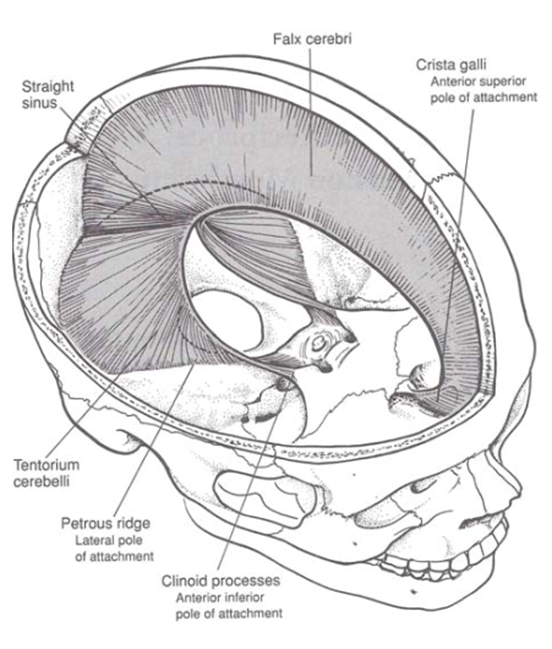 Falx cerebri
Crista galli
Anterior superior
pole of attachment
Straight
sinus
Tentorium
cerebelli
Petrous ridge
Lateral pole
of attachment
Clinoid processes
Anterior inferior
pole of attachment